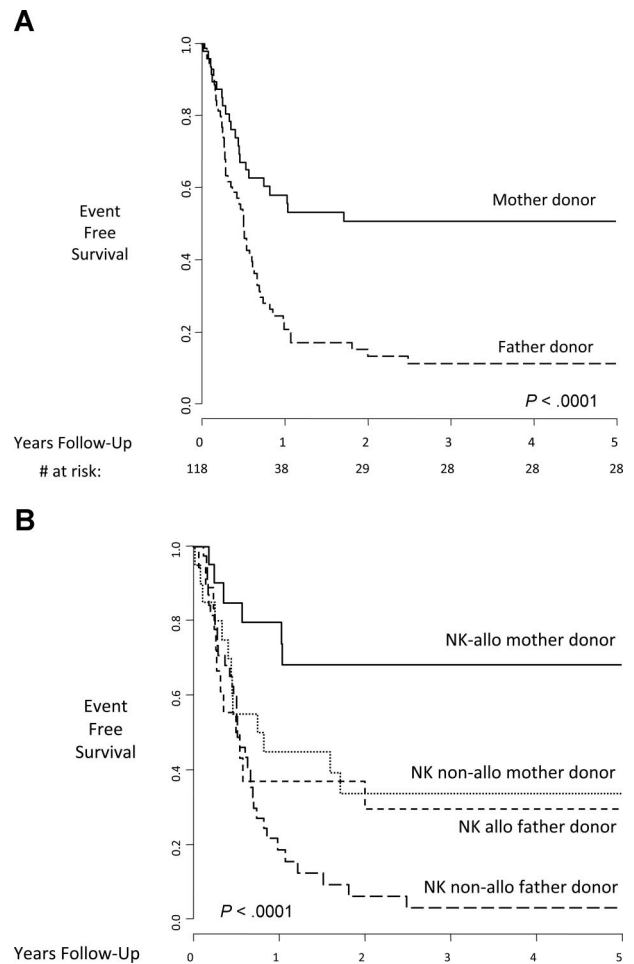 A
1.0
0.8
Event
Free
Survival
0.6
Mother donor
0.4
0.2
Father donor
0.0
P < .0001
Years Follow-Up 0 1 2 3 4 5
# at risk: 118 38 29 28 28 28
B
1.0
0.8
NK-allo mother donor
Event
Free
Survival
0.6
0.4
NK non-allo mother donor
NK allo father donor
0.2
NK non-allo father donor
0.0
P < .0001
Years Follow-Up 0 1 2 3 4 5